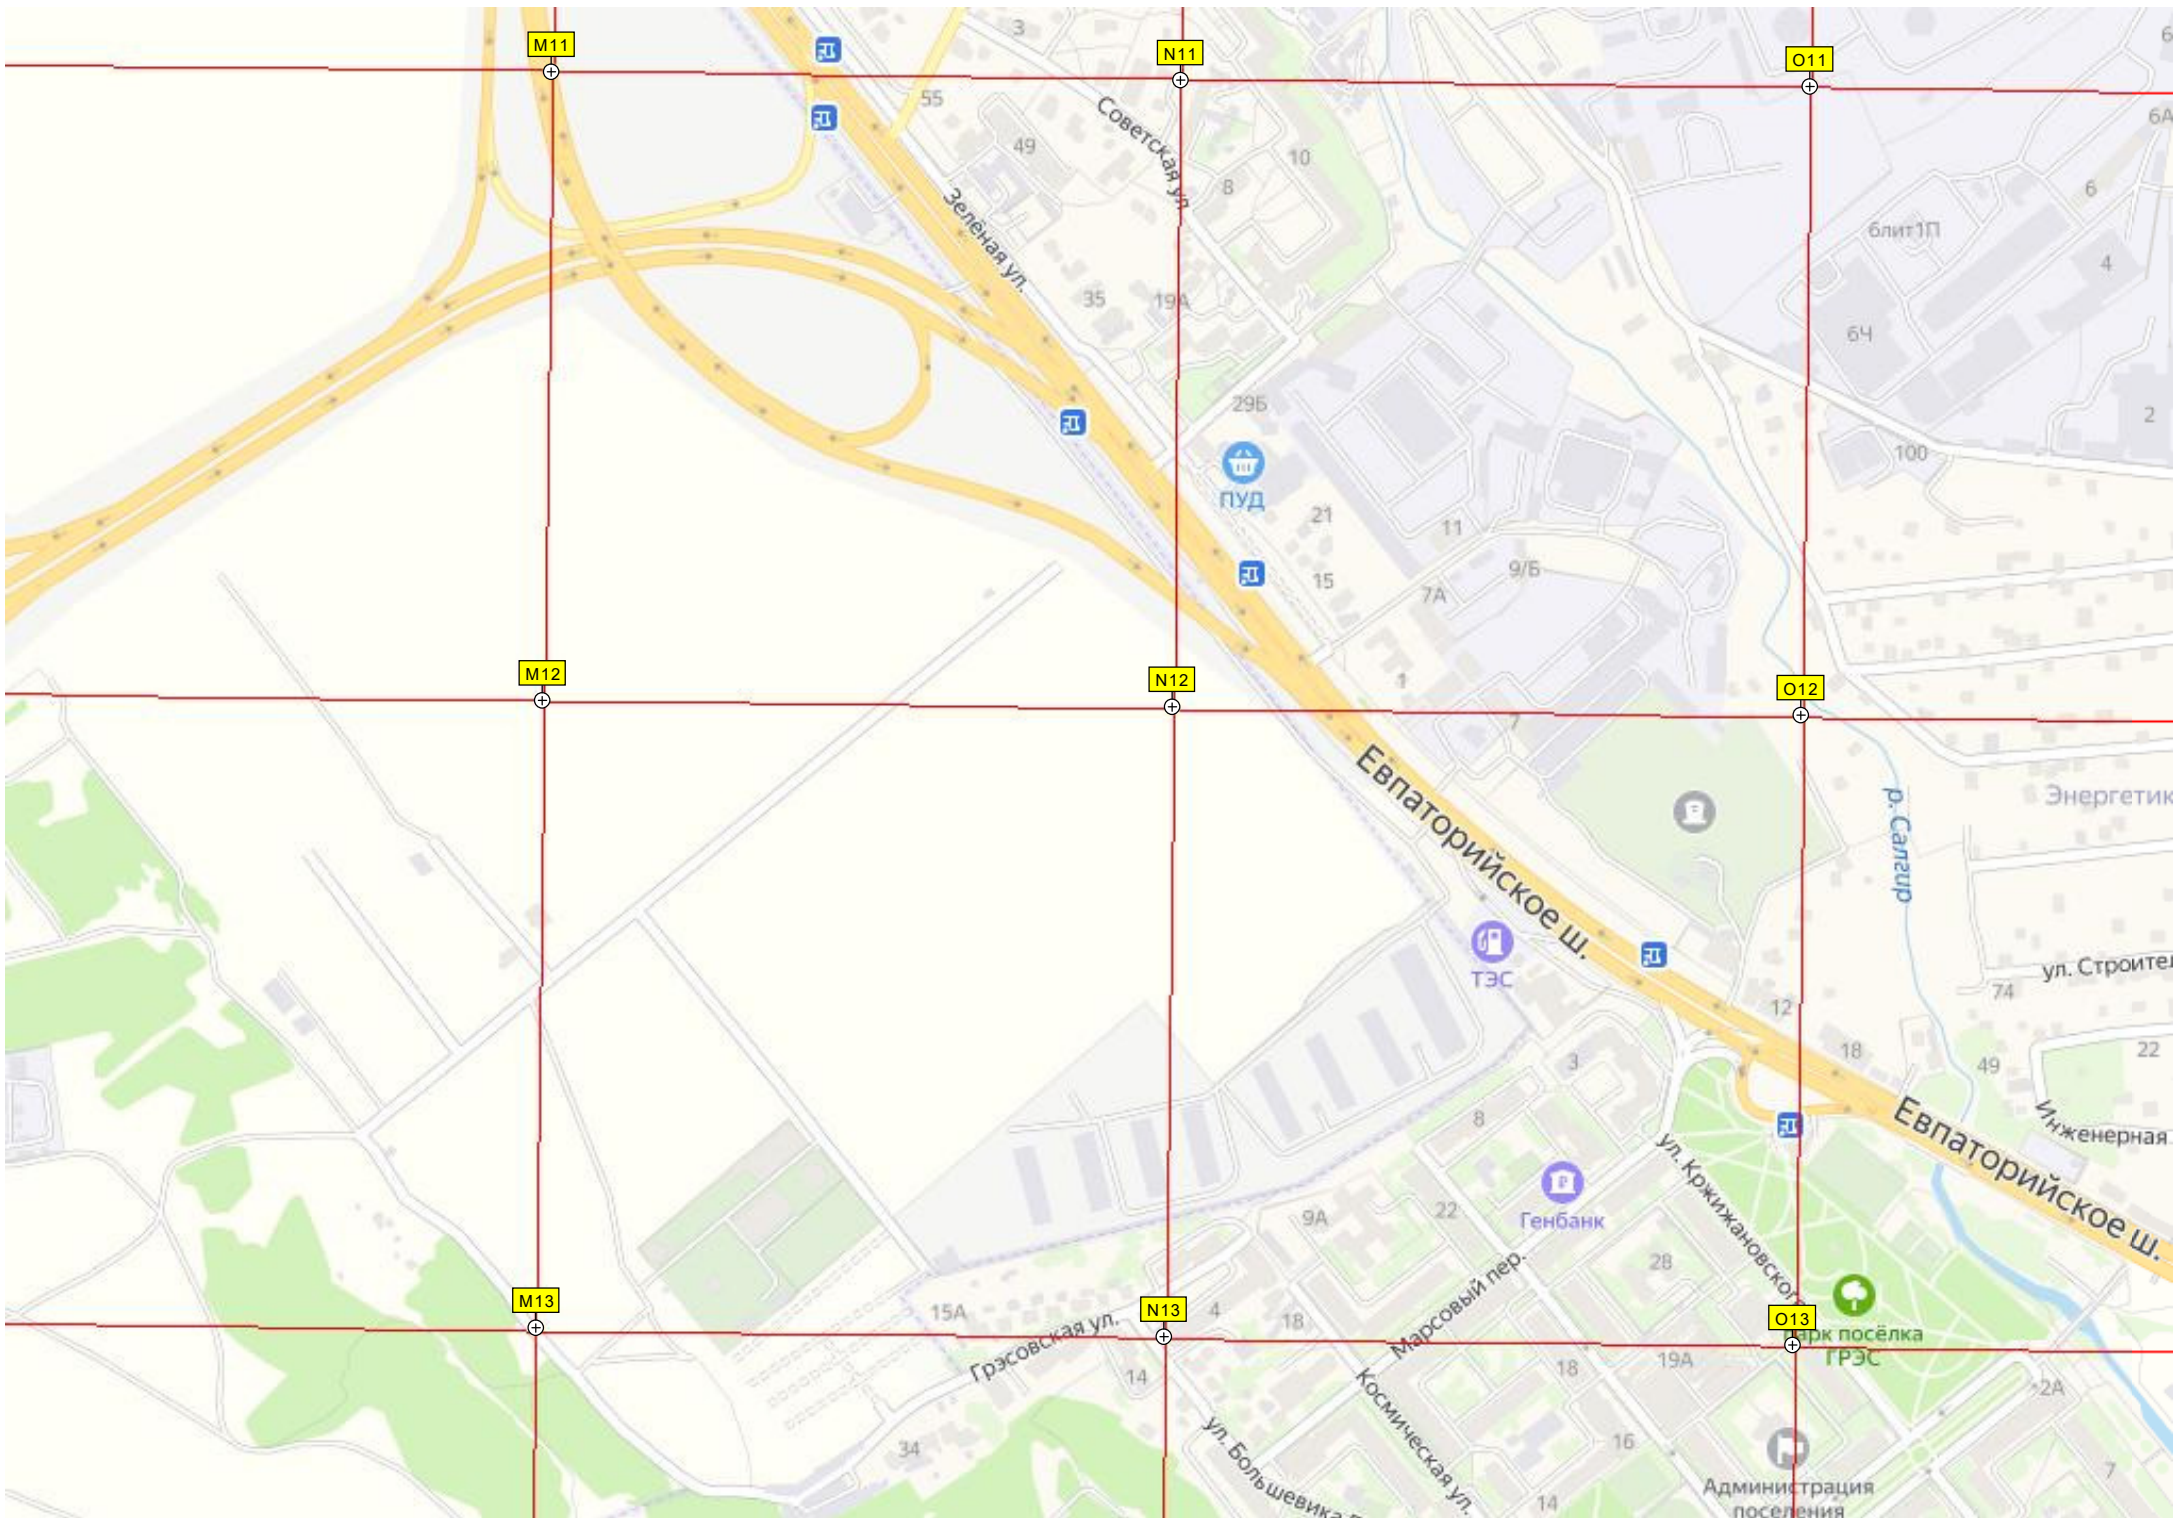 M11
N11
O11
3
6
55
Советская ул.
6А
49
10
8
6
Зелёная ул.
6лит1П
4
35
19А
6Ч
29Б
2
100
ПУД
21
11
15
9/Б
7А
M12
N12
O12
1
7
Евпаторийское ш.
р. Салгир
Энергетик
ТЭС
ул. Строител
74
12
18
22
3
49
8
Евпаторийское ш.
Инженерная
ул. Кржижановского
9А
22
Генбанк
28
Марсовый пер.
M13
N13
O13
15А
4
18
Грэсовская ул.
парк посёлка
ГРЭС
14
18
19А
2А
Космическая ул.
ул. Большевика
34
16
7
Администрация
поселения
14